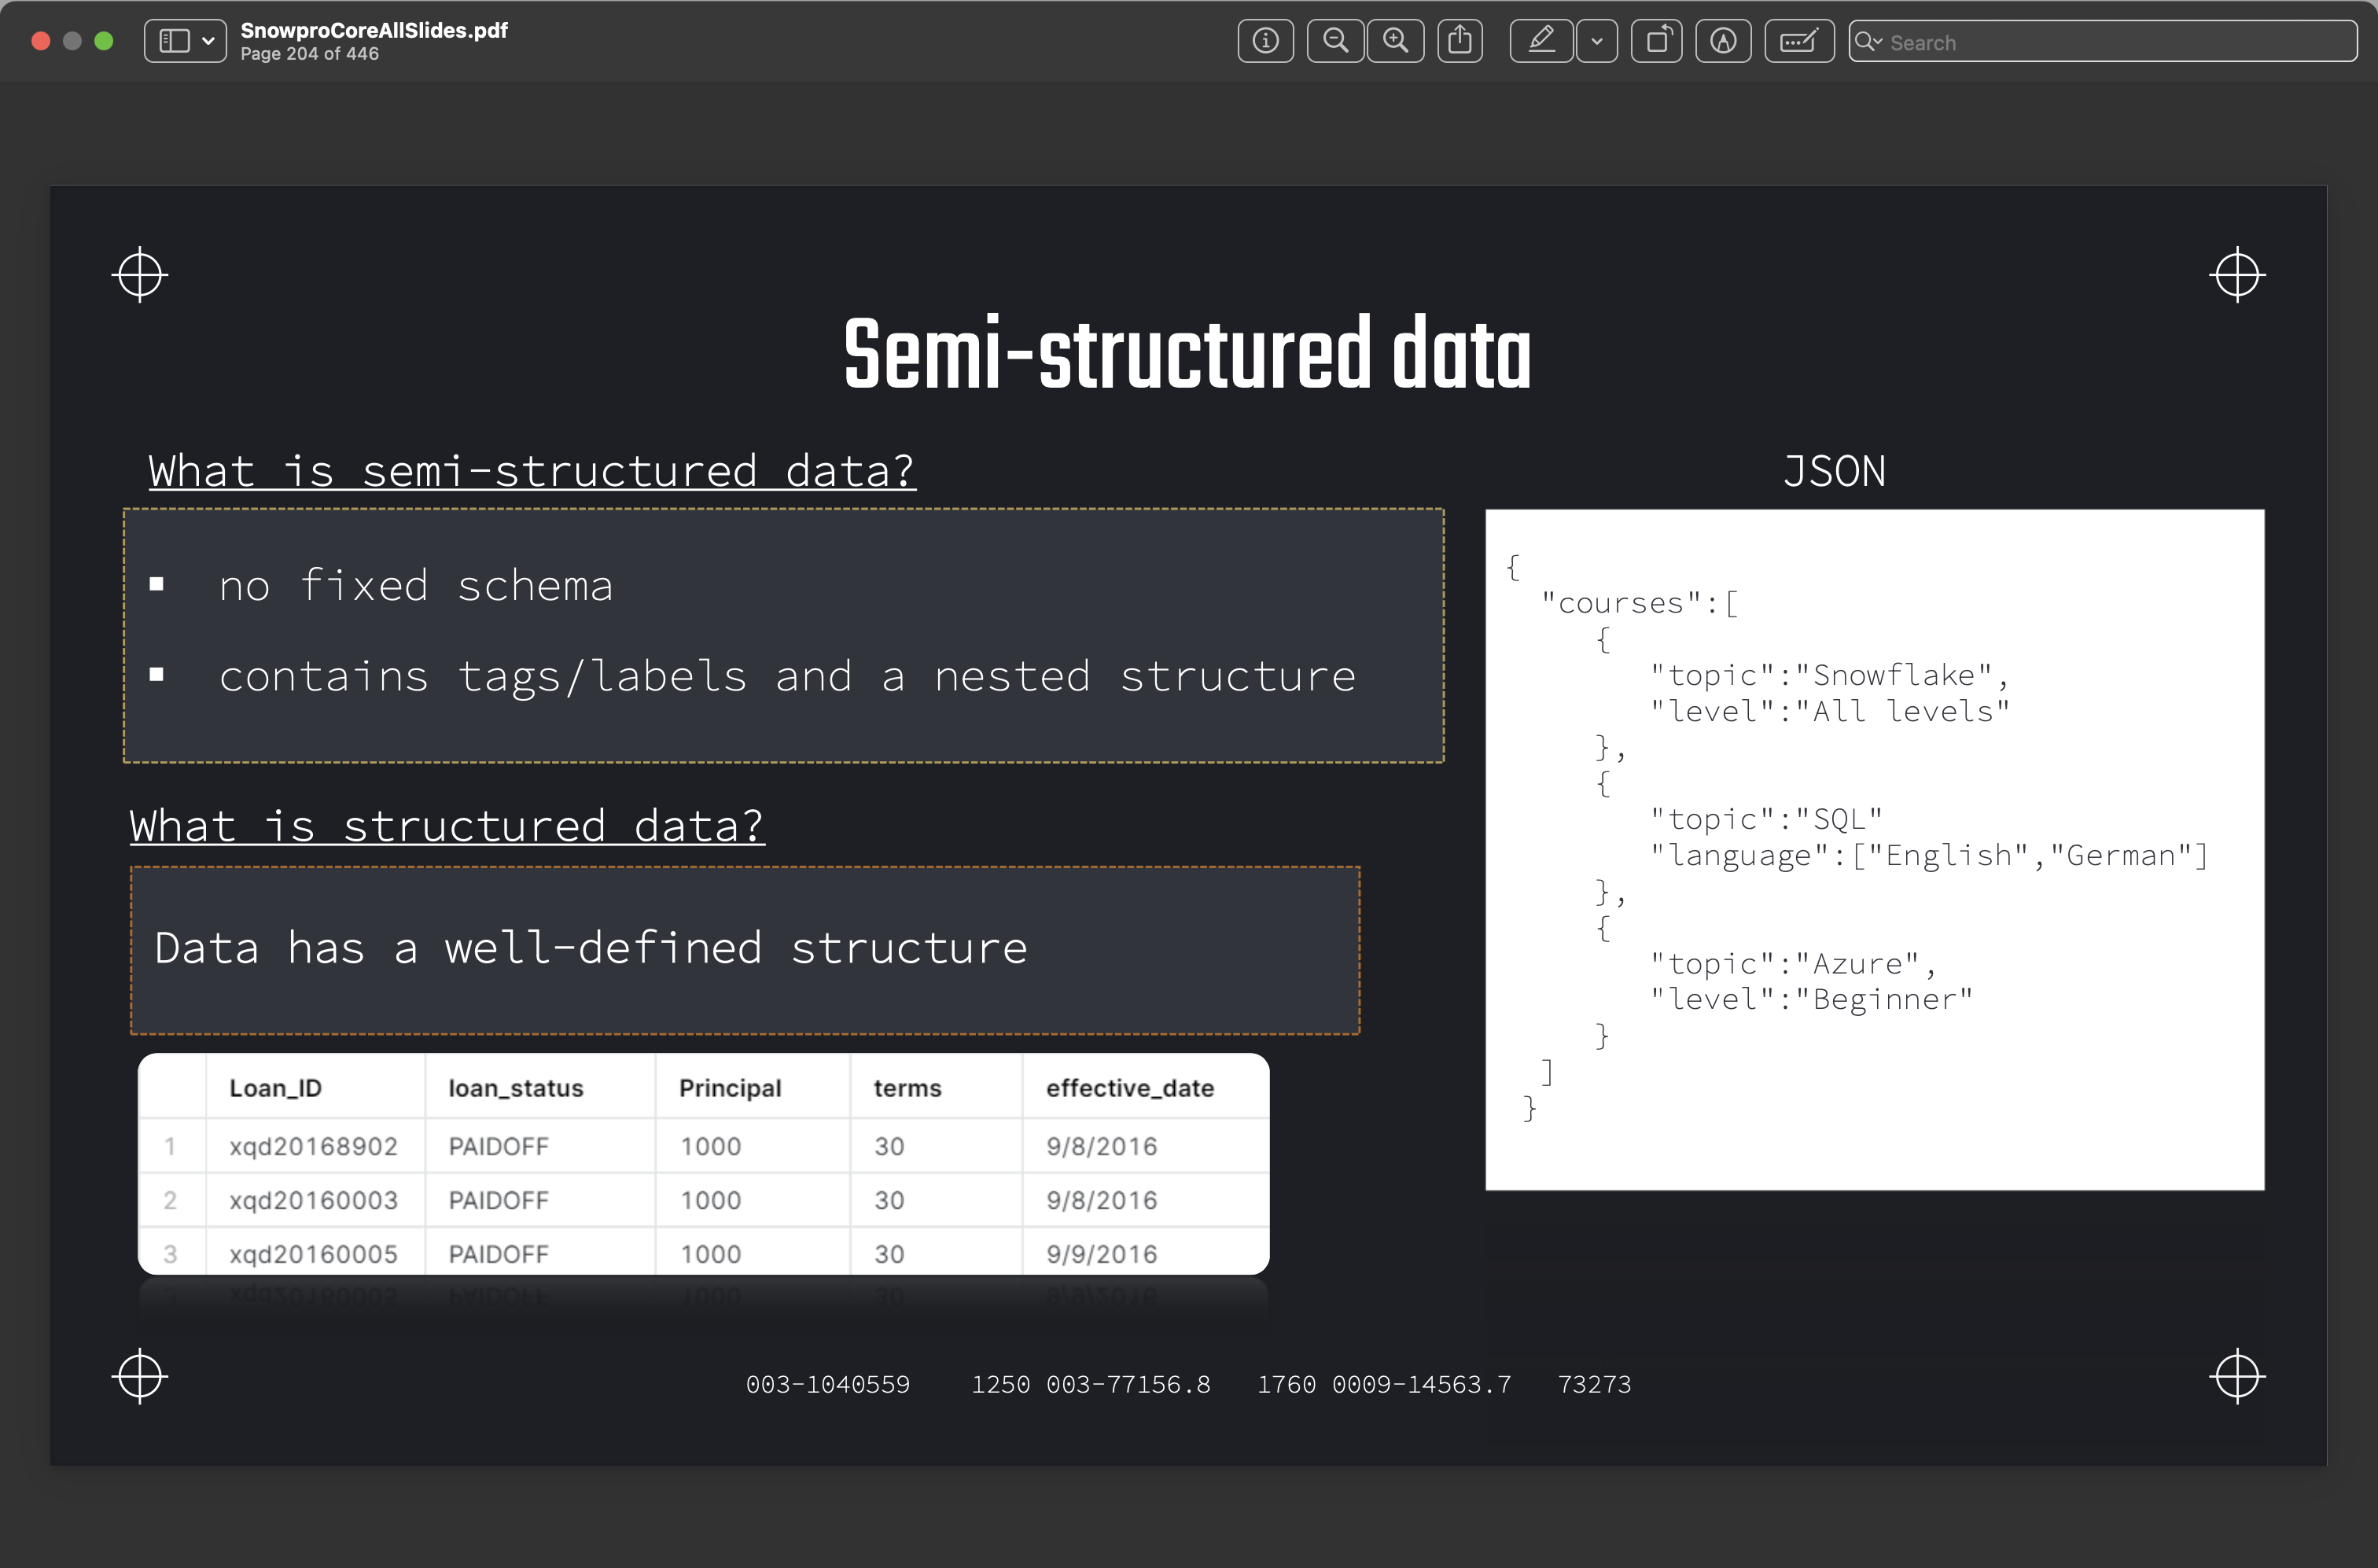 SnowproCoreAllSlides.pdf
Page 204 of 446
Search
Semi-structured data
What is semi-structured data?
▪ no fixed schema
▪ contains tags/labels and a nested structure
What is structured data?
Data has a well-defined structure
Loan_ID loan_status Principal terms effective_date
1 xqd20168902 PAIDOFF 1000 30 9/8/2016
2 xqd20160003 PAIDOFF 1000 30 9/8/2016
3 xqd20160005 PAIDOFF 1000 30 9/9/2016
JSON
{
"courses":[
{
"topic":"Snowflake",
"level":"All levels"
},
{
"topic":"SQL"
"language":["English","German"]
},
{
"topic":"Azure",
"level":"Beginner"
}
]
}
003-1040559 1250 003-77156.8 1760 0009-14563.7 73273